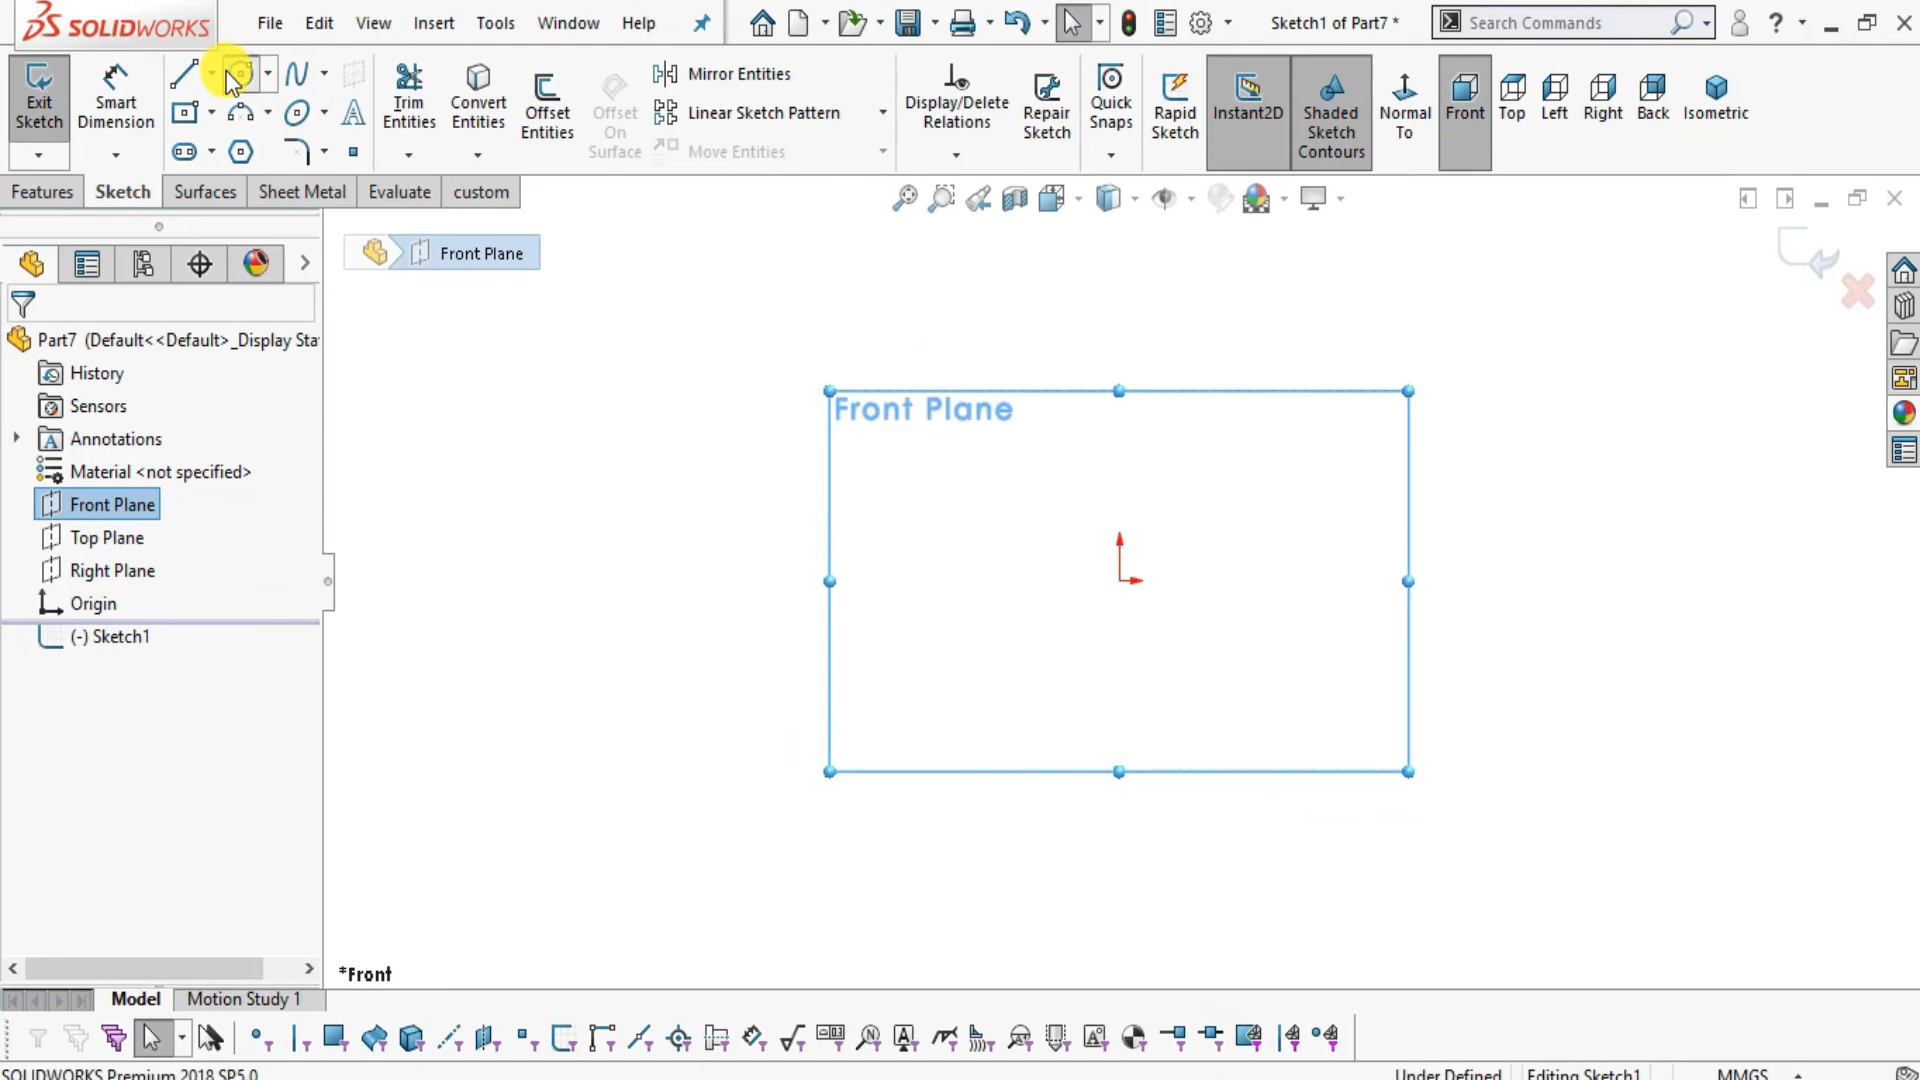 SOLIDWORKS File Edit View Insert Tools Window Help Sketch1 of Part7 * Search Commands ?
Exit Sketch Smart Dimension Trim Entities Convert Entities Offset Entities Offset On Surface Mirror Entities Linear Sketch Pattern Move Entities Display/Delete Relations Repair Sketch Quick Snaps Rapid Sketch Instant2D Shaded Sketch Contours Normal To Front Top Left Right Back Isometric
Features Sketch Surfaces Sheet Metal Evaluate custom
Front Plane
Part7 (Default<<Default>_Display Sta
History
Sensors
Annotations
Material <not specified>
Front Plane
Top Plane
Right Plane
Origin
(-) Sketch1
Front Plane
*Front
Model Motion Study 1
SOLIDWORKS Premium 2018 SP5.0 Under Defined Editing Sketch1 MMGS